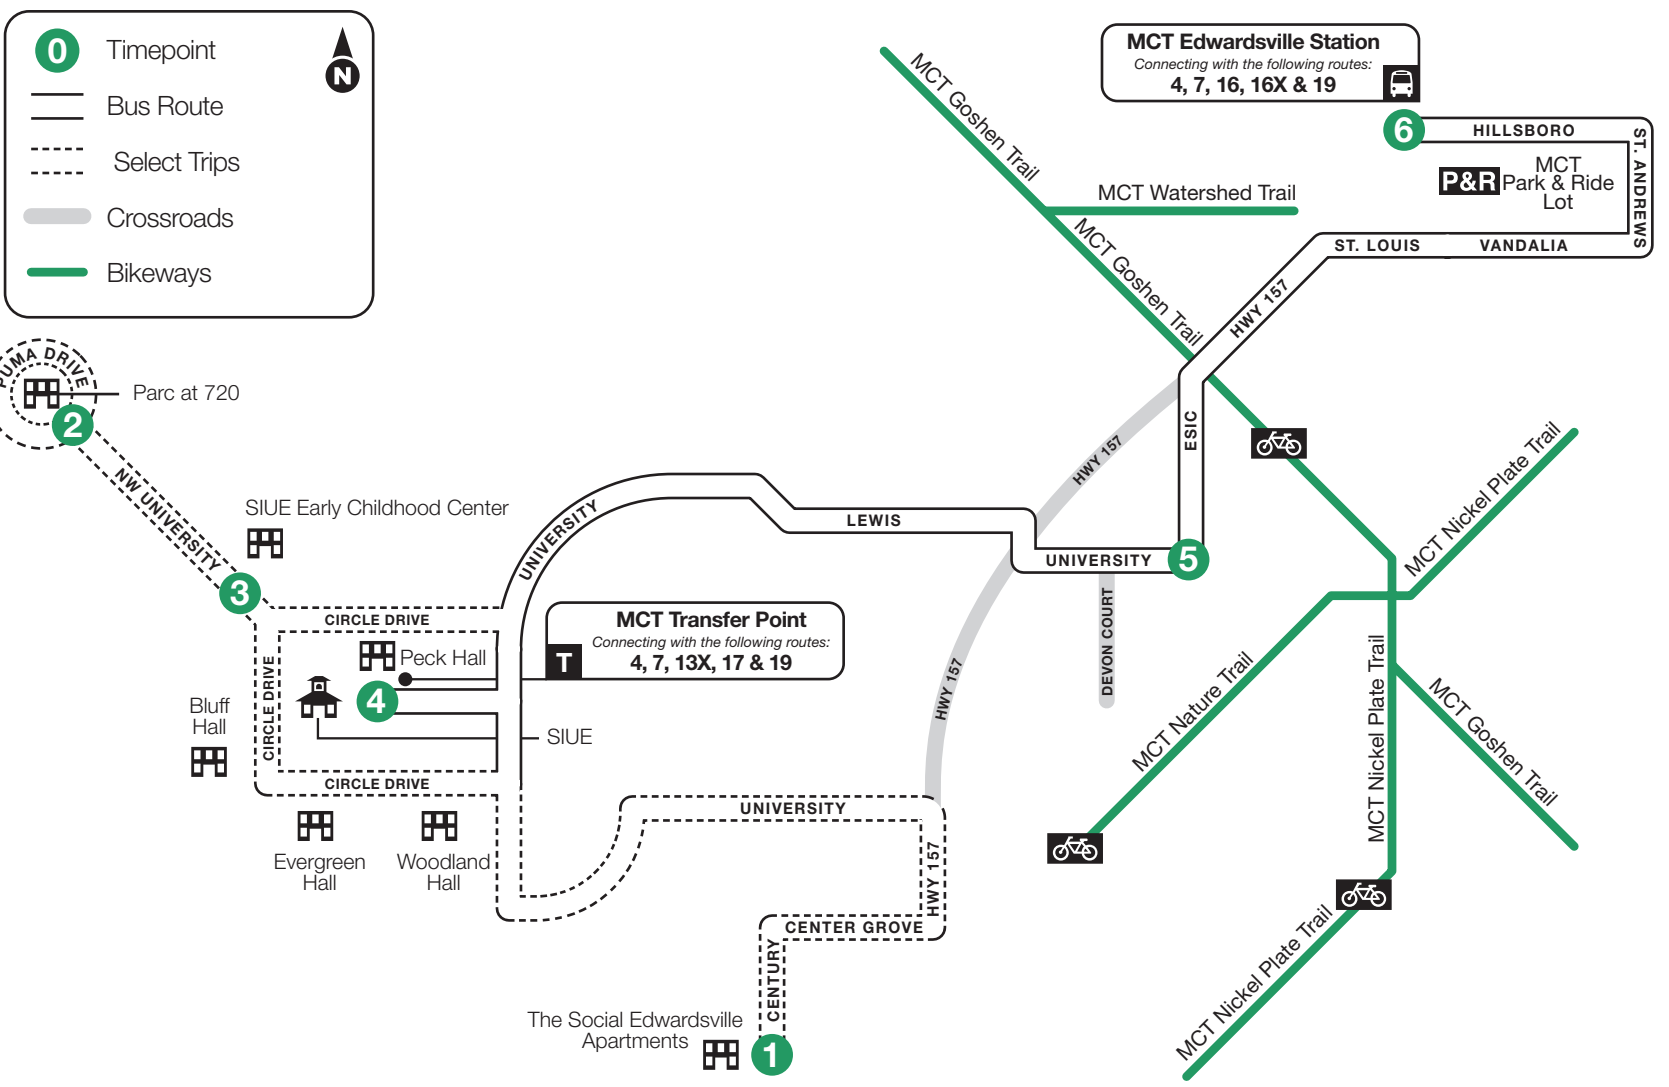 0 Timepoint
Bus Route
Select Trips
Crossroads
Bikeways
N
MCT Edwardsville Station
Connecting with the following routes:
4, 7, 16, 16X & 19
6
HILLSBORO
ST. ANDREWS
P&R
MCT
Park & Ride
Lot
ST. LOUIS
VANDALIA
HWY 157
MCT Goshen Trail
MCT Watershed Trail
MCT Goshen Trail
ESIC
HWY 157
PUMA DRIVE
Parc at 720
2
NW UNIVERSITY
SIUE Early Childhood Center
3
UNIVERSITY
LEWIS
UNIVERSITY
5
MCT Nickel Plate Trail
CIRCLE DRIVE
MCT Transfer Point
Connecting with the following routes:
4, 7, 13X, 17 & 19
T
Peck Hall
4
CIRCLE DRIVE
Bluff
Hall
SIUE
HWY 157
DEVON COURT
MCT Nature Trail
MCT Nickel Plate Trail
MCT Goshen Trail
CIRCLE DRIVE
UNIVERSITY
Evergreen
Hall
Woodland
Hall
HWY 157
CENTER GROVE
CENTURY
The Social Edwardsville
Apartments
1
MCT Nickel Plate Trail